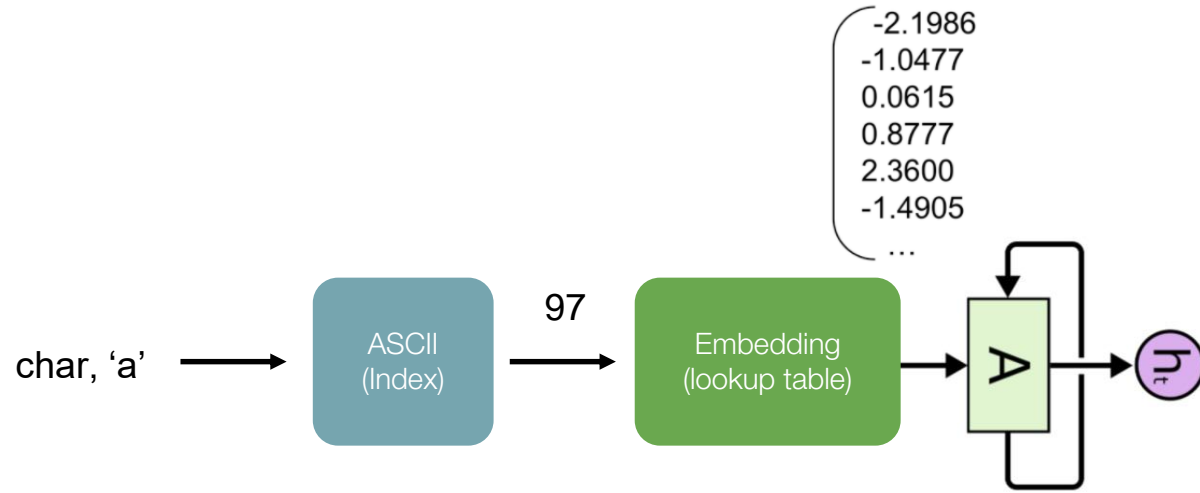 -2.1986
-1.0477
0.0615
0.8777
2.3600
-1.4905
...
char, ‘a’
ASCII
(Index)
97
Embedding
(lookup table)
A
ht